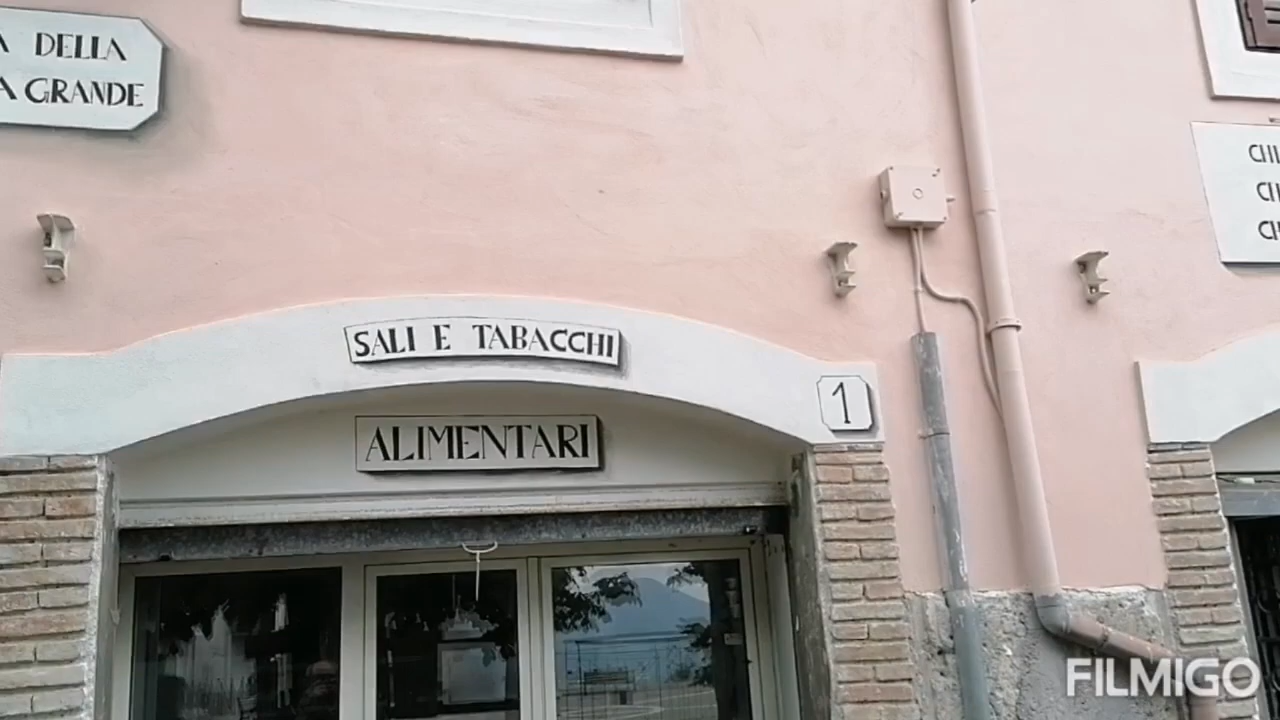 DELLA
GRANDE
SALI E TABACCHI
1
ALIMENTARI
FILMIGO